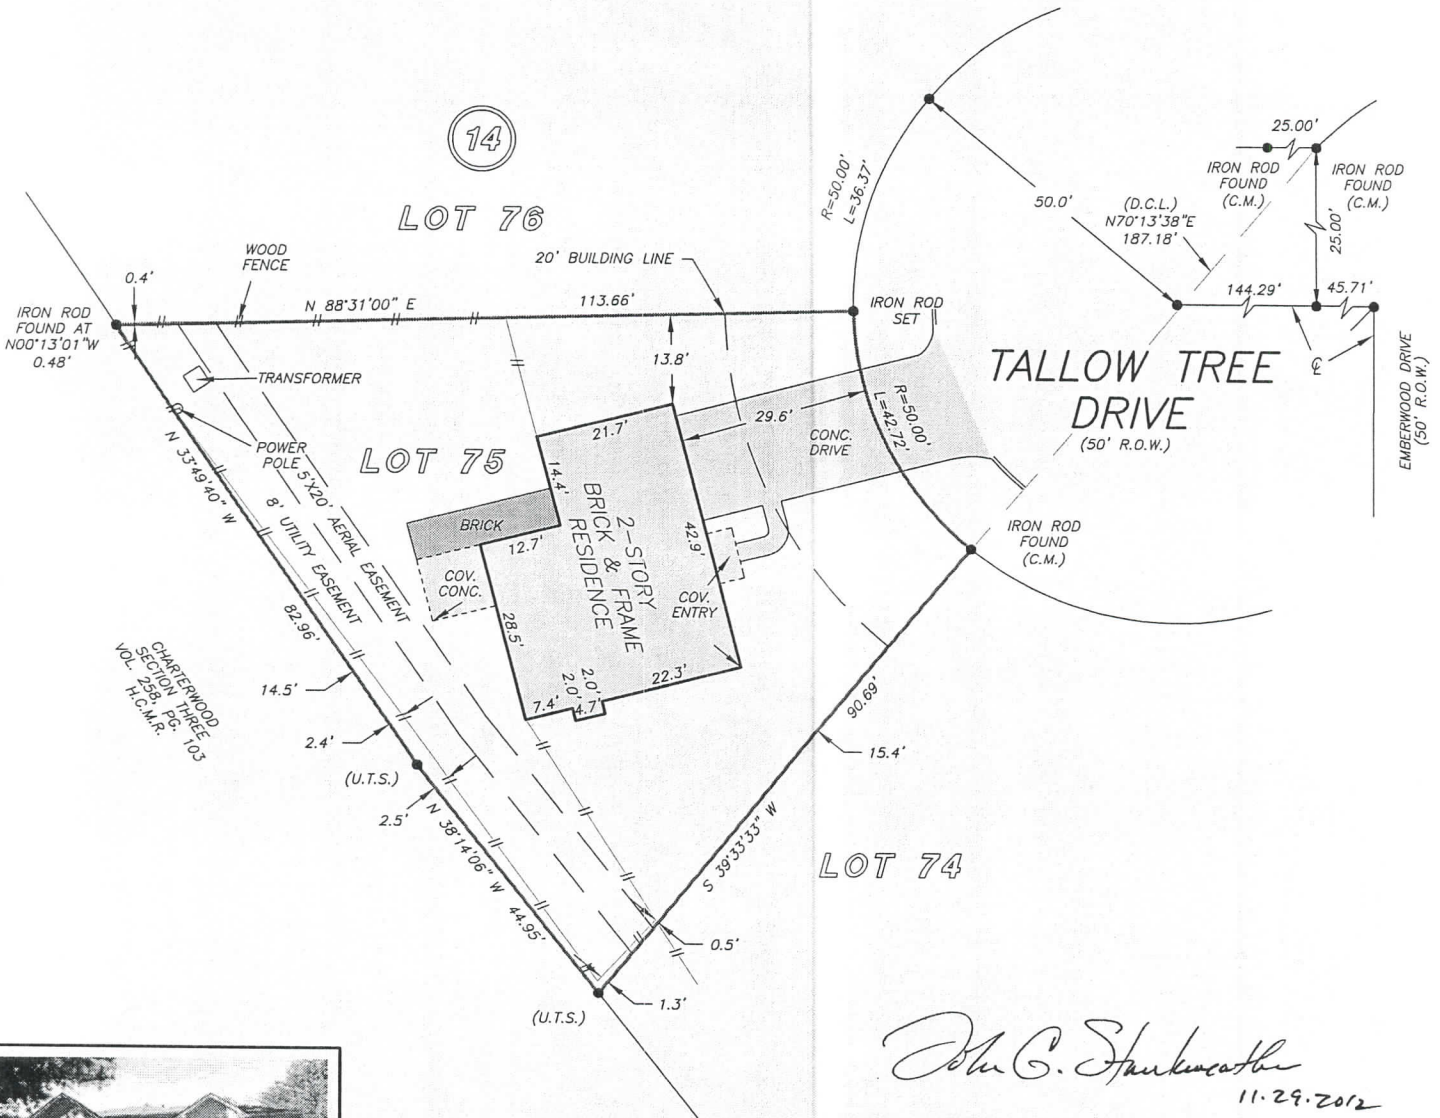 14
LOT 76
WOOD
FENCE
20' BUILDING LINE
0.4'
N 88°31'00" E
113.66'
IRON ROD
FOUND AT
N00°13'01"W
0.48'
IRON ROD
SET
R=50.00'
L=36.37'
50.0'
(D.C.L.)
N70°13'38"E
187.18'
25.00'
IRON ROD
FOUND
(C.M.)
IRON ROD
FOUND
(C.M.)
25.00'
144.29'
45.71'
EMBERWOOD DRIVE
(50' R.O.W.)
TALLOW TREE
DRIVE
(50' R.O.W.)
TRANSFORMER
13.8'
POWER
POLE
LOT 75
21.7'
29.6'
R=50.00'
L=42.72'
CONC.
DRIVE
N 33°49'40" W
5'X20' AERIAL EASEMENT
8' UTILITY EASEMENT
14.4'
BRICK
12.7'
COV.
CONC.
2-STORY
BRICK & FRAME
RESIDENCE
42.9'
COV.
ENTRY
IRON ROD
FOUND
(C.M.)
82.96'
28.5'
22.3'
2.0'
2.0'
7.4'
4.7'
CHARTERWOOD
SECTION THREE
VOL. 258, PG. 103
H.C.M.R.
14.5'
2.4'
(U.T.S.)
2.5'
N 38°14'06" W
44.95'
90.69'
15.4'
S 39°33'33" W
LOT 74
0.5'
1.3'
(U.T.S.)
John G. Starkweather
11.29.2012